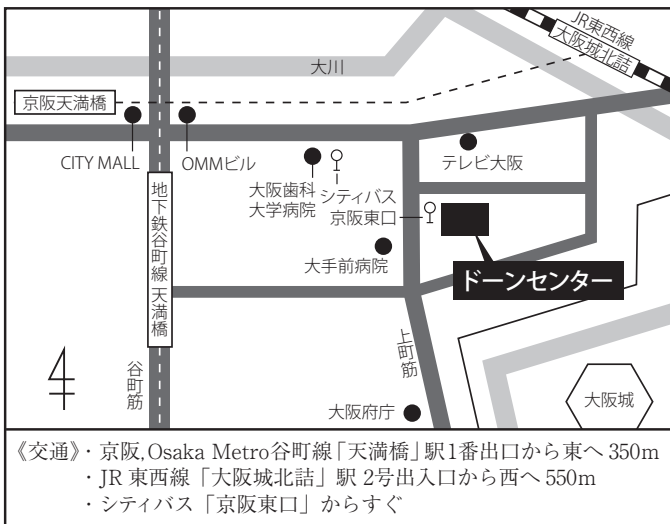 JR東西線
大阪城北詰
大川
京阪天満橋
CITY MALL
OMMビル
大阪歯科
大学病院
シティバス
京阪東口
テレビ大阪
地下鉄谷町線 天満橋
大手前病院
ドーンセンター
谷町筋
上町筋
大阪府庁
大阪城
《交通》・京阪,Osaka Metro谷町線「天満橋」駅1番出口から東へ 350m
・JR 東西線「大阪城北詰」駅 2号出入口から西へ 550m
・シティバス「京阪東口」からすぐ